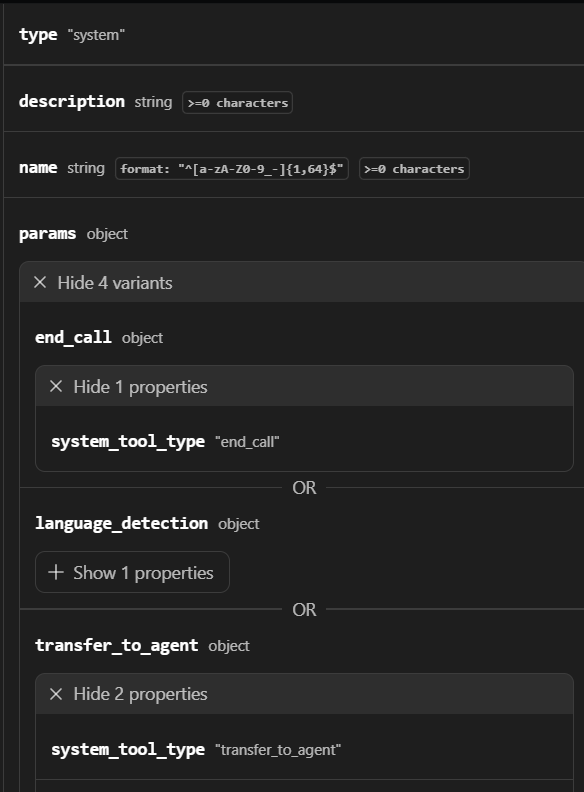 type "system"
description string >=0 characters
name string format: "^[a-zA-Z0-9_-]{1,64}$" >=0 characters
params object
Hide 4 variants
end_call object
Hide 1 properties
system_tool_type "end_call"
OR
language_detection object
Show 1 properties
OR
transfer_to_agent object
Hide 2 properties
system_tool_type "transfer_to_agent"